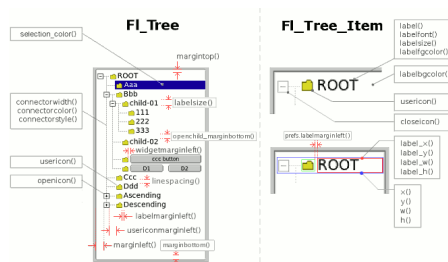 Fl_Tree
selection_color()
margintop()
ROOT
Aaa
Bbb
child-01
111
222
333
child-02
labelsize()
connectorwidth()
connectorcolor()
connectorstyle()
openchild_marginbottom()
widgetmarginleft()
ccc button
D1
D2
usericon()
Ccc
Ddd
linespacing()
openicon()
Ascending
Descending
labelmarginleft()
usericonmarginleft()
marginleft()
marginbottom()
Fl_Tree_Item
label()
labelfont()
labelsize()
labelfgcolor()
ROOT
labelbgcolor()
usericon()
closeicon()
prefs.labelmarginleft()
ROOT
label_x()
label_y()
label_w()
label_h()
x()
y()
w()
h()